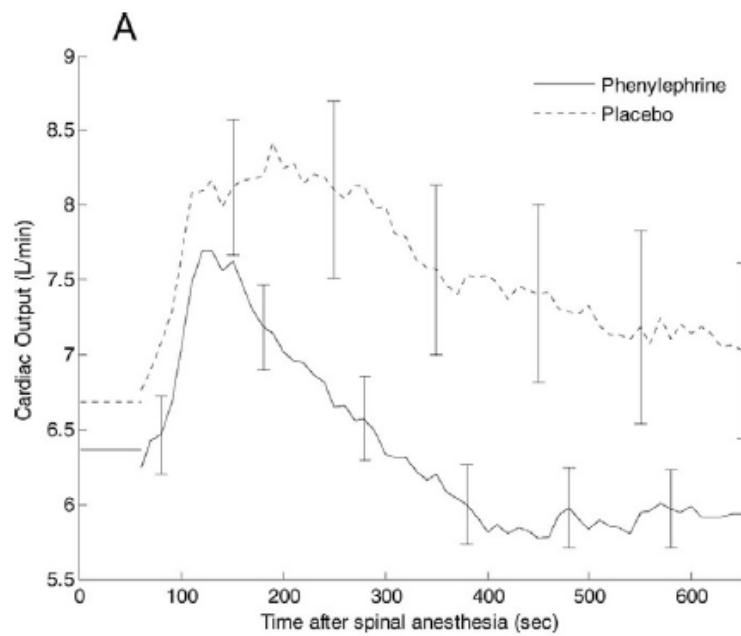 A
9
8.5
8
7.5
7
6.5
6
5.5
Cardiac Output (L/min)
Phenylephrine
Placebo
0 100 200 300 400 500 600
Time after spinal anesthesia (sec)